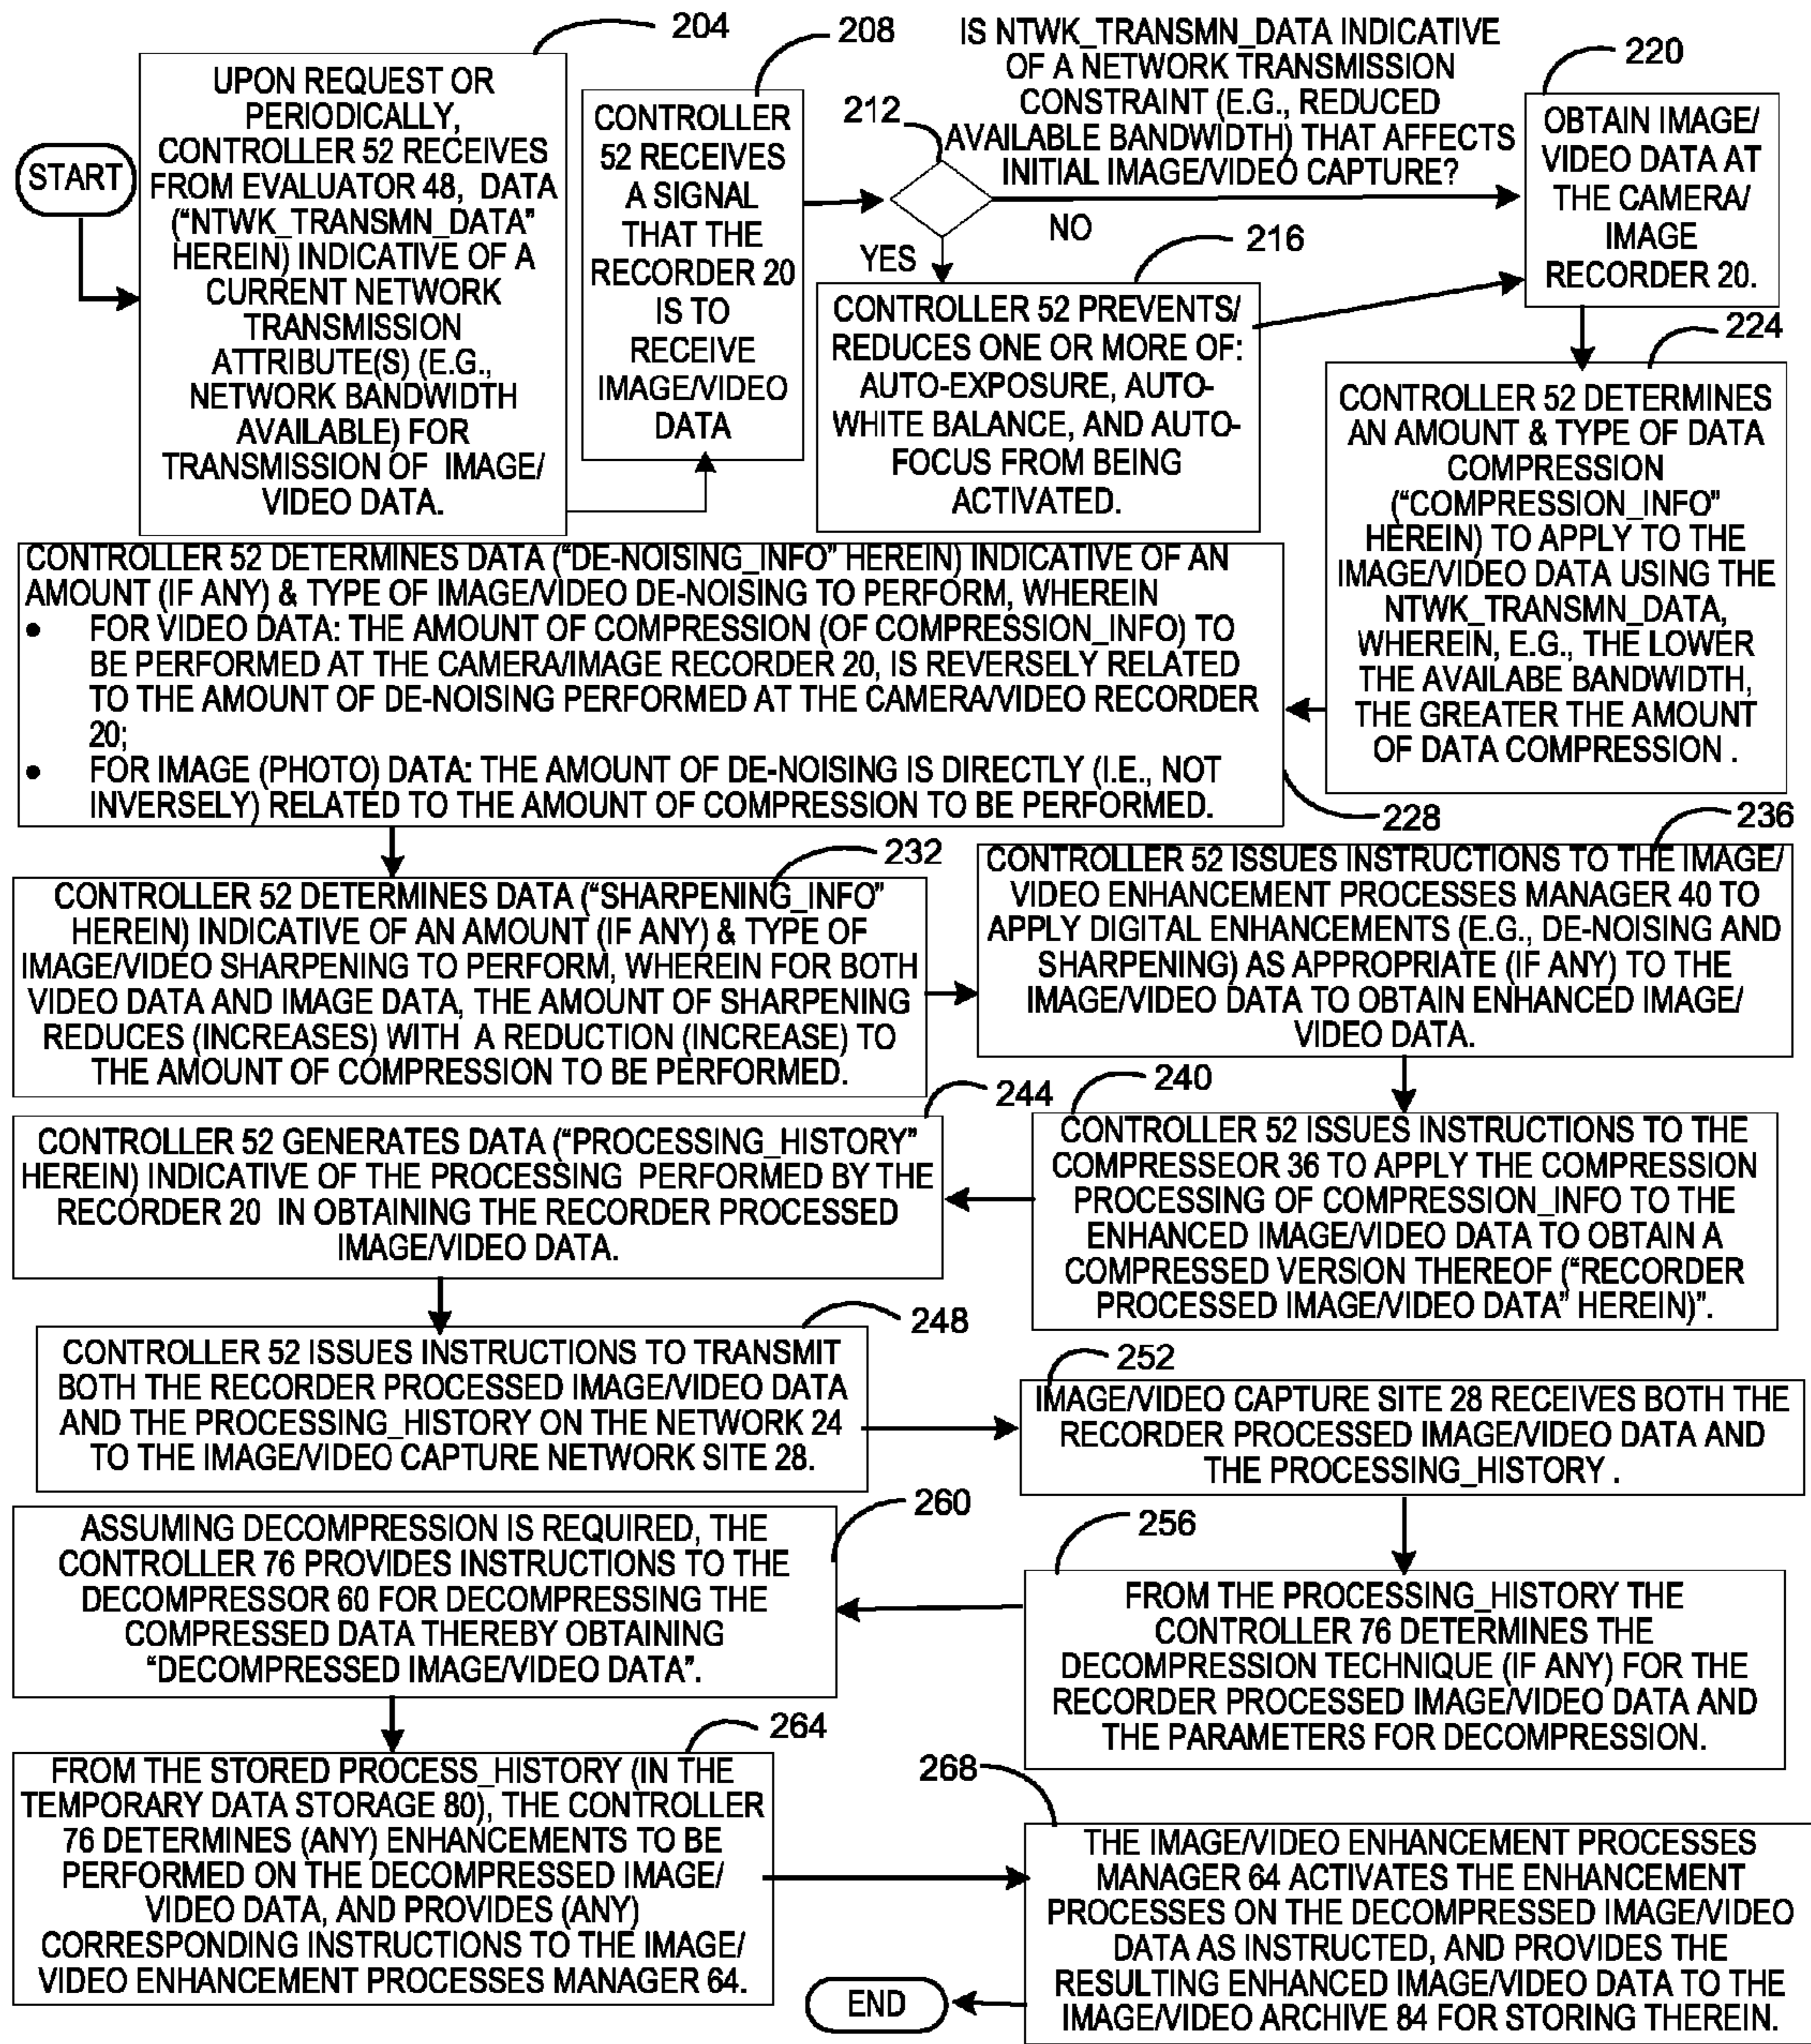 START
204
UPON REQUEST OR
PERIODICALLY,
CONTROLLER 52 RECEIVES
FROM EVALUATOR 48, DATA
(“NTWK_TRANSMN_DATA”
HEREIN) INDICATIVE OF A
CURRENT NETWORK
TRANSMISSION
ATTRIBUTE(S) (E.G.,
NETWORK BANDWIDTH
AVAILABLE) FOR
TRANSMISSION OF IMAGE/
VIDEO DATA.
208
CONTROLLER
52 RECEIVES
A SIGNAL
THAT THE
RECORDER 20
IS TO
RECEIVE
IMAGE/VIDEO
DATA
212
IS NTWK_TRANSMN_DATA INDICATIVE
OF A NETWORK TRANSMISSION
CONSTRAINT (E.G., REDUCED
AVAILABLE BANDWIDTH) THAT AFFECTS
INITIAL IMAGE/VIDEO CAPTURE?
NO
YES
216
CONTROLLER 52 PREVENTS/
REDUCES ONE OR MORE OF:
AUTO-EXPOSURE, AUTO-
WHITE BALANCE, AND AUTO-
FOCUS FROM BEING
ACTIVATED.
220
OBTAIN IMAGE/
VIDEO DATA AT
THE CAMERA/
IMAGE
RECORDER 20.
224
CONTROLLER 52 DETERMINES
AN AMOUNT & TYPE OF DATA
COMPRESSION
(“COMPRESSION_INFO”
HEREIN) TO APPLY TO THE
IMAGE/VIDEO DATA USING THE
NTWK_TRANSMN_DATA,
WHEREIN, E.G., THE LOWER
THE AVAILABE BANDWIDTH,
THE GREATER THE AMOUNT
OF DATA COMPRESSION .
CONTROLLER 52 DETERMINES DATA (“DE-NOISING_INFO” HEREIN) INDICATIVE OF AN
AMOUNT (IF ANY) & TYPE OF IMAGE/VIDEO DE-NOISING TO PERFORM, WHEREIN
• FOR VIDEO DATA: THE AMOUNT OF COMPRESSION (OF COMPRESSION_INFO) TO
BE PERFORMED AT THE CAMERA/IMAGE RECORDER 20, IS REVERSELY RELATED
TO THE AMOUNT OF DE-NOISING PERFORMED AT THE CAMERA/VIDEO RECORDER
20;
• FOR IMAGE (PHOTO) DATA: THE AMOUNT OF DE-NOISING IS DIRECTLY (I.E., NOT
INVERSELY) RELATED TO THE AMOUNT OF COMPRESSION TO BE PERFORMED.
228
232
CONTROLLER 52 DETERMINES DATA (“SHARPENING_INFO”
HEREIN) INDICATIVE OF AN AMOUNT (IF ANY) & TYPE OF
IMAGE/VIDEO SHARPENING TO PERFORM, WHEREIN FOR BOTH
VIDEO DATA AND IMAGE DATA, THE AMOUNT OF SHARPENING
REDUCES (INCREASES) WITH A REDUCTION (INCREASE) TO
THE AMOUNT OF COMPRESSION TO BE PERFORMED.
236
CONTROLLER 52 ISSUES INSTRUCTIONS TO THE IMAGE/
VIDEO ENHANCEMENT PROCESSES MANAGER 40 TO
APPLY DIGITAL ENHANCEMENTS (E.G., DE-NOISING AND
SHARPENING) AS APPROPRIATE (IF ANY) TO THE
IMAGE/VIDEO DATA TO OBTAIN ENHANCED IMAGE/
VIDEO DATA.
240
CONTROLLER 52 ISSUES INSTRUCTIONS TO THE
COMPRESSEOR 36 TO APPLY THE COMPRESSION
PROCESSING OF COMPRESSION_INFO TO THE
ENHANCED IMAGE/VIDEO DATA TO OBTAIN A
COMPRESSED VERSION THEREOF (“RECORDER
PROCESSED IMAGE/VIDEO DATA” HEREIN)”.
244
CONTROLLER 52 GENERATES DATA (“PROCESSING_HISTORY”
HEREIN) INDICATIVE OF THE PROCESSING PERFORMED BY THE
RECORDER 20 IN OBTAINING THE RECORDER PROCESSED
IMAGE/VIDEO DATA.
248
CONTROLLER 52 ISSUES INSTRUCTIONS TO TRANSMIT
BOTH THE RECORDER PROCESSED IMAGE/VIDEO DATA
AND THE PROCESSING_HISTORY ON THE NETWORK 24
TO THE IMAGE/VIDEO CAPTURE NETWORK SITE 28.
252
IMAGE/VIDEO CAPTURE SITE 28 RECEIVES BOTH THE
RECORDER PROCESSED IMAGE/VIDEO DATA AND
THE PROCESSING_HISTORY .
256
FROM THE PROCESSING_HISTORY THE
CONTROLLER 76 DETERMINES THE
DECOMPRESSION TECHNIQUE (IF ANY) FOR THE
RECORDER PROCESSED IMAGE/VIDEO DATA AND
THE PARAMETERS FOR DECOMPRESSION.
260
ASSUMING DECOMPRESSION IS REQUIRED, THE
CONTROLLER 76 PROVIDES INSTRUCTIONS TO THE
DECOMPRESSOR 60 FOR DECOMPRESSING THE
COMPRESSED DATA THEREBY OBTAINING
“DECOMPRESSED IMAGE/VIDEO DATA”.
264
FROM THE STORED PROCESS_HISTORY (IN THE
TEMPORARY DATA STORAGE 80), THE CONTROLLER
76 DETERMINES (ANY) ENHANCEMENTS TO BE
PERFORMED ON THE DECOMPRESSED IMAGE/
VIDEO DATA, AND PROVIDES (ANY)
CORRESPONDING INSTRUCTIONS TO THE IMAGE/
VIDEO ENHANCEMENT PROCESSES MANAGER 64.
268
THE IMAGE/VIDEO ENHANCEMENT PROCESSES
MANAGER 64 ACTIVATES THE ENHANCEMENT
PROCESSES ON THE DECOMPRESSED IMAGE/VIDEO
DATA AS INSTRUCTED, AND PROVIDES THE
RESULTING ENHANCED IMAGE/VIDEO DATA TO THE
IMAGE/VIDEO ARCHIVE 84 FOR STORING THEREIN.
END